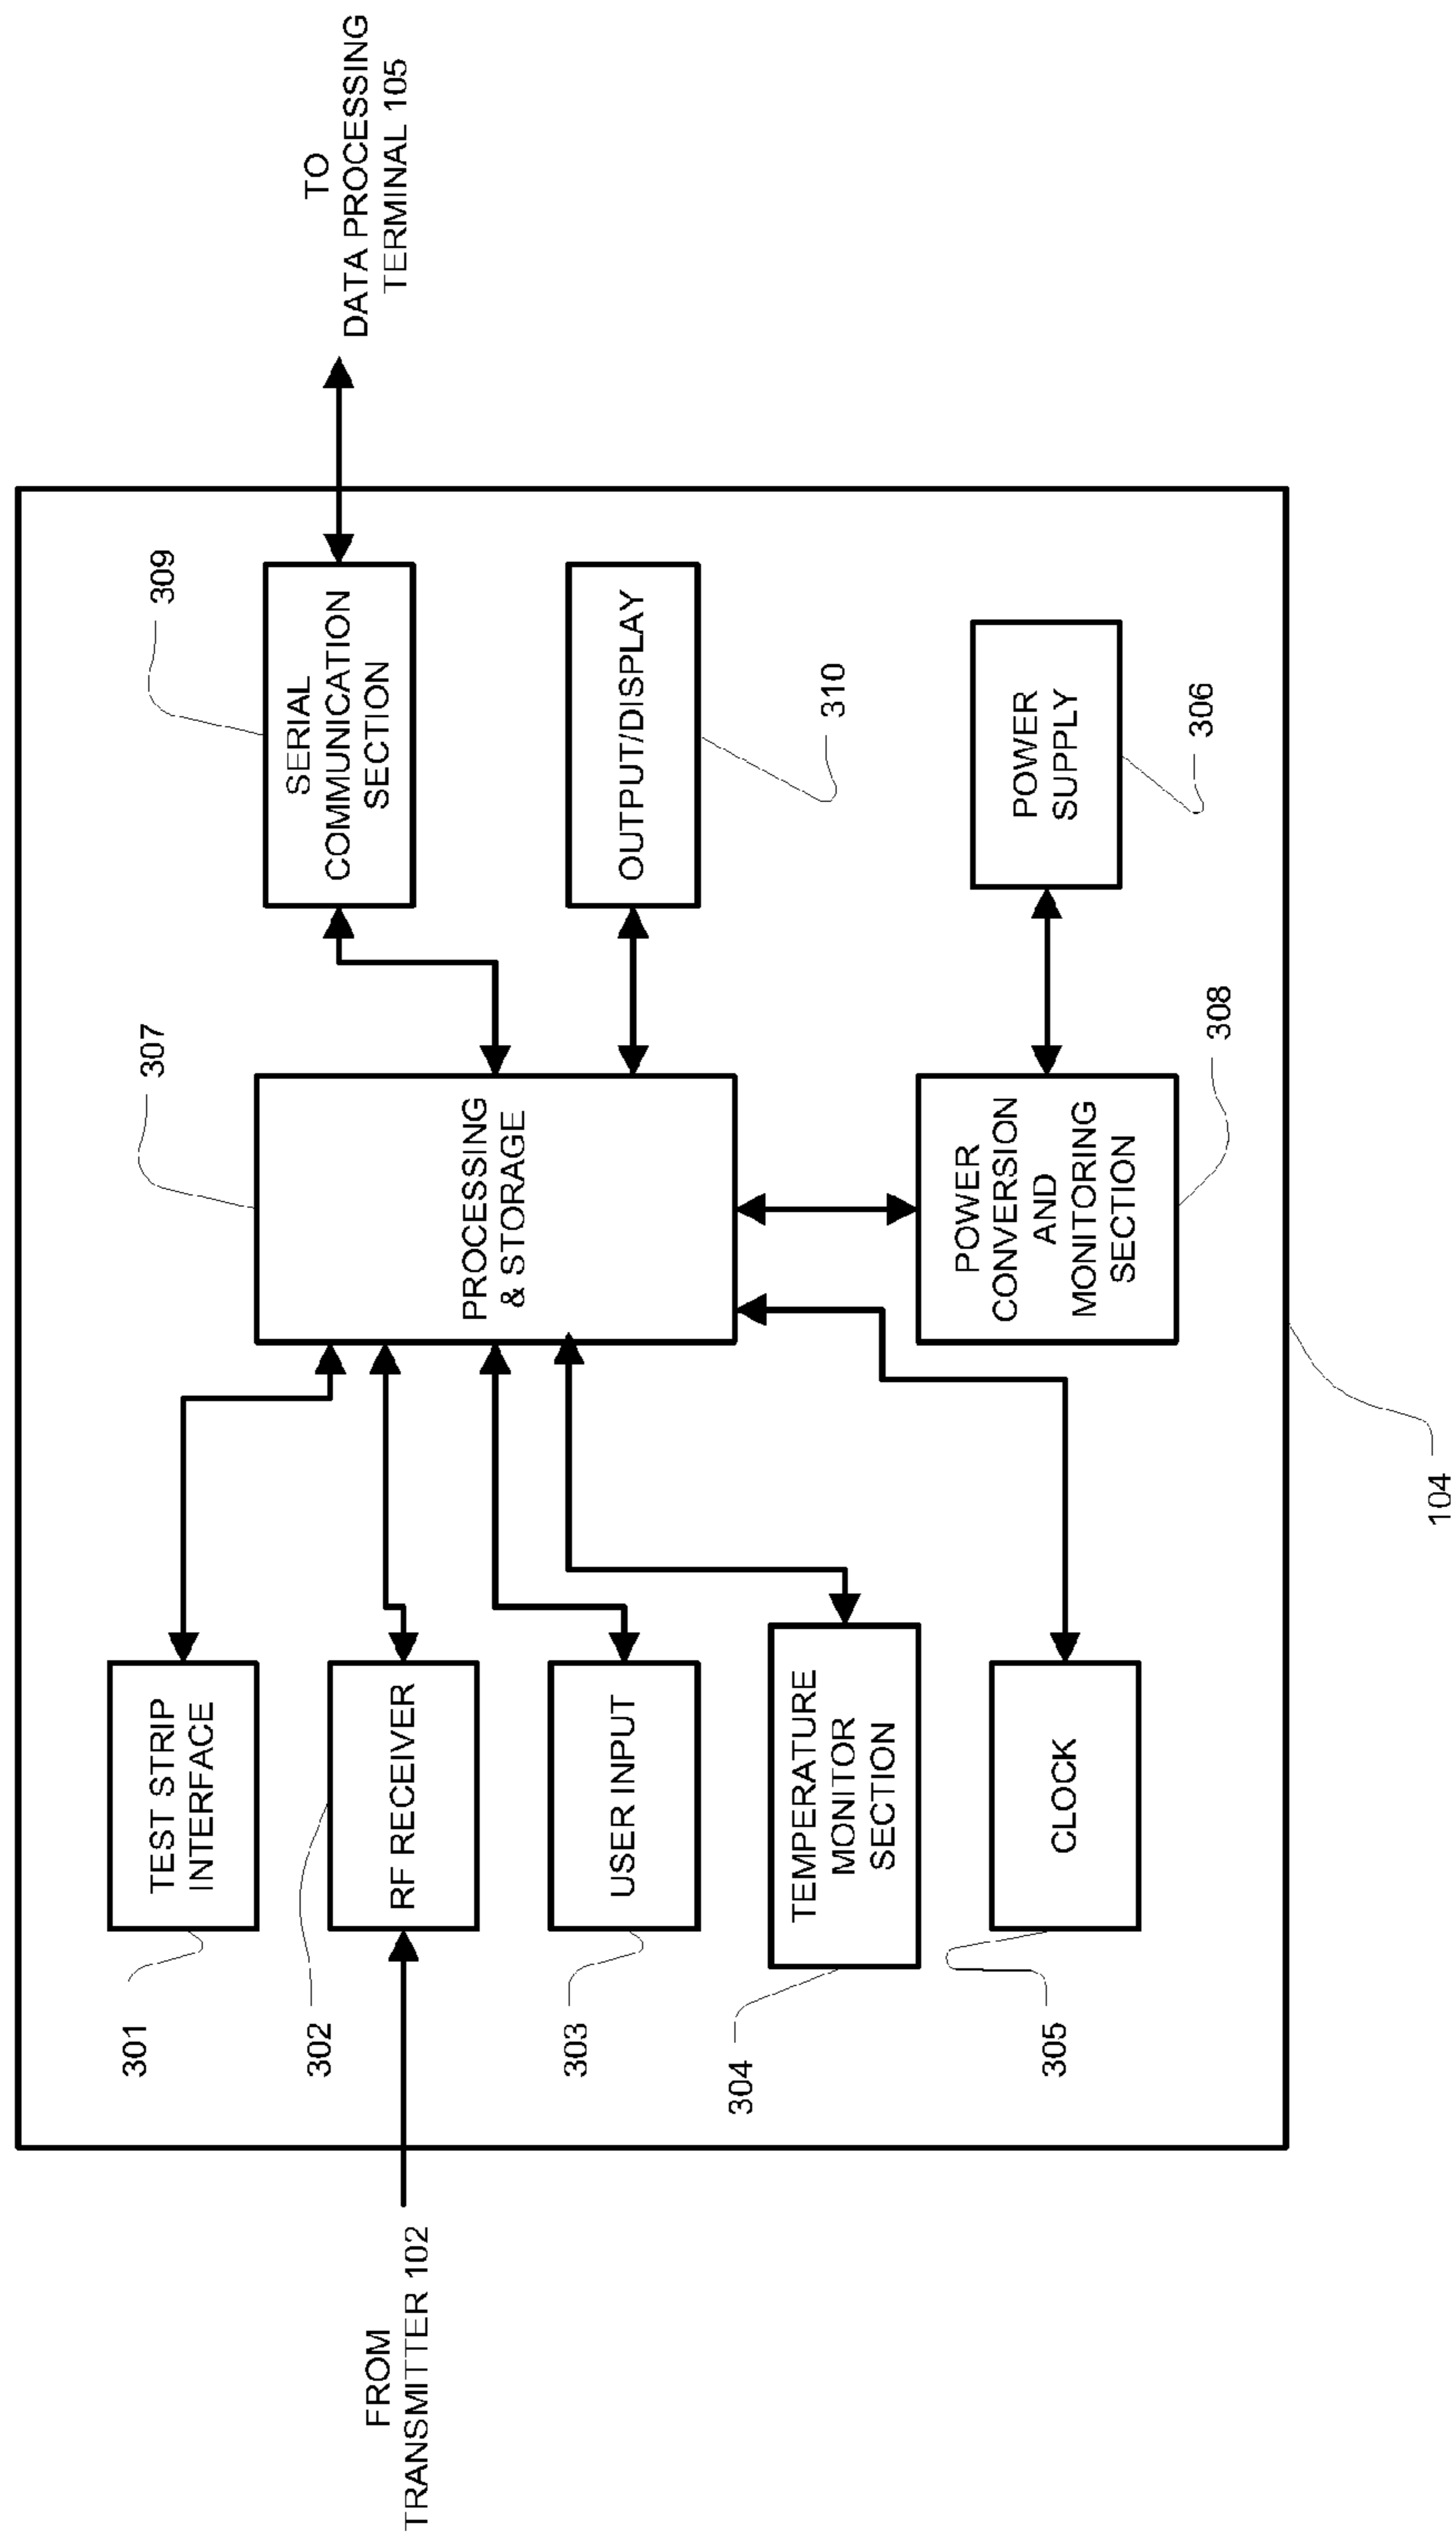 301
TEST STRIP
INTERFACE
307
309
SERIAL
COMMUNICATION
SECTION
TO
DATA PROCESSING
TERMINAL 105
FROM
TRANSMITTER 102
302
RF RECEIVER
PROCESSING
& STORAGE
303
USER INPUT
OUTPUT/DISPLAY
310
304
TEMPERATURE
MONITOR
SECTION
305
CLOCK
POWER
CONVERSION
AND
MONITORING
SECTION
308
POWER
SUPPLY
306
104